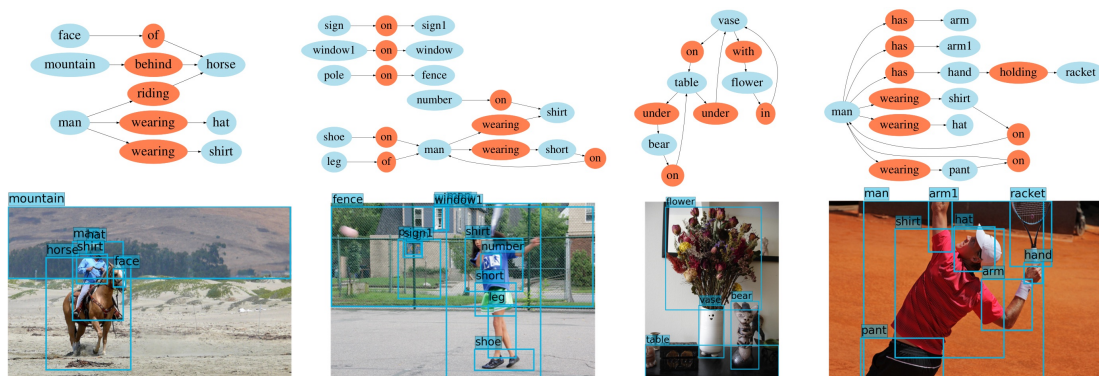 face
of
mountain
behind
horse
riding
man
wearing
hat
wearing
shirt
sign
on
sign1
window1
on
window
pole
on
fence
number
on
shirt
wearing
shoe
on
man
wearing
short
on
leg
of
vase
on
with
table
flower
under
under
in
bear
on
has
arm
has
arm1
has
hand
holding
racket
man
wearing
shirt
wearing
hat
on
on
wearing
pant
mountain
hat
shirt
horse
face
fence
window1
sign1
shirt
number
short
leg
shoe
flower
vase
bear
table
man
arm1
racket
shirt
hat
hand
arm
pant